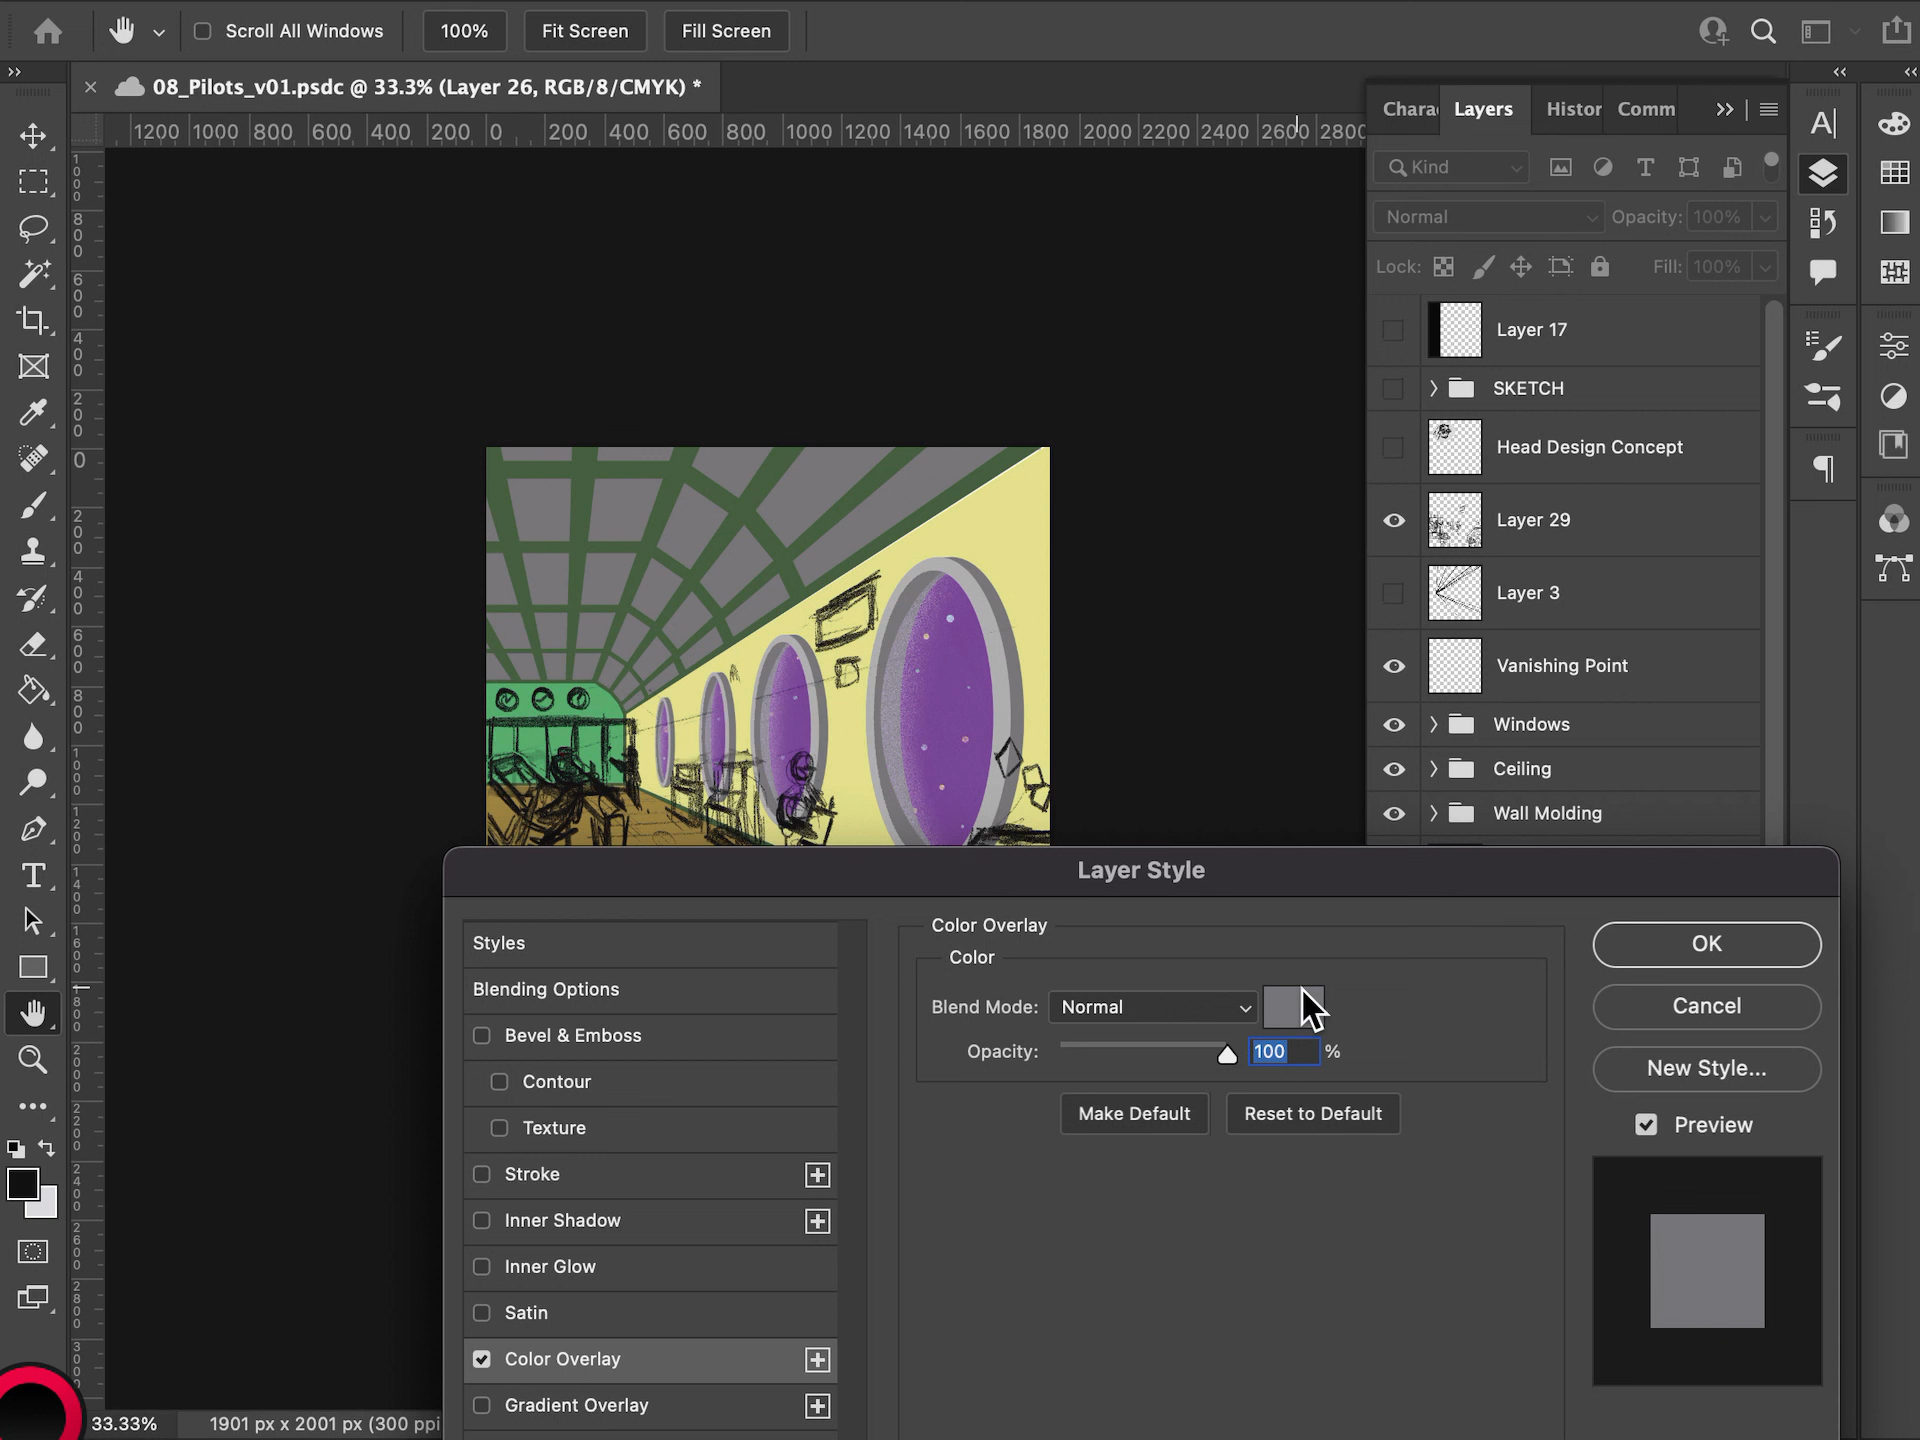 Scroll All Windows 100% Fit Screen Fill Screen
08_Pilots_v01.psdc @ 33.3% (Layer 26, RGB/8/CMYK) *
1200 1000 800 600 400 200 0 200 400 600 800 1000 1200 1400 1600 1800 2000 2200 2400 2600 2800
Chara Layers Histor Comm
Kind
Normal Opacity: 100%
Lock: Fill: 100%
Layer 17
SKETCH
Head Design Concept
Layer 29
Layer 3
Vanishing Point
Windows
Ceiling
Wall Molding
Layer Style
Styles
Blending Options
Bevel & Emboss
Contour
Texture
Stroke
Inner Shadow
Inner Glow
Satin
Color Overlay
Gradient Overlay
Color Overlay
Color
Blend Mode: Normal
Opacity: 100 %
Make Default Reset to Default
OK
Cancel
New Style...
Preview
33.33% 1901 px x 2001 px (300 ppi